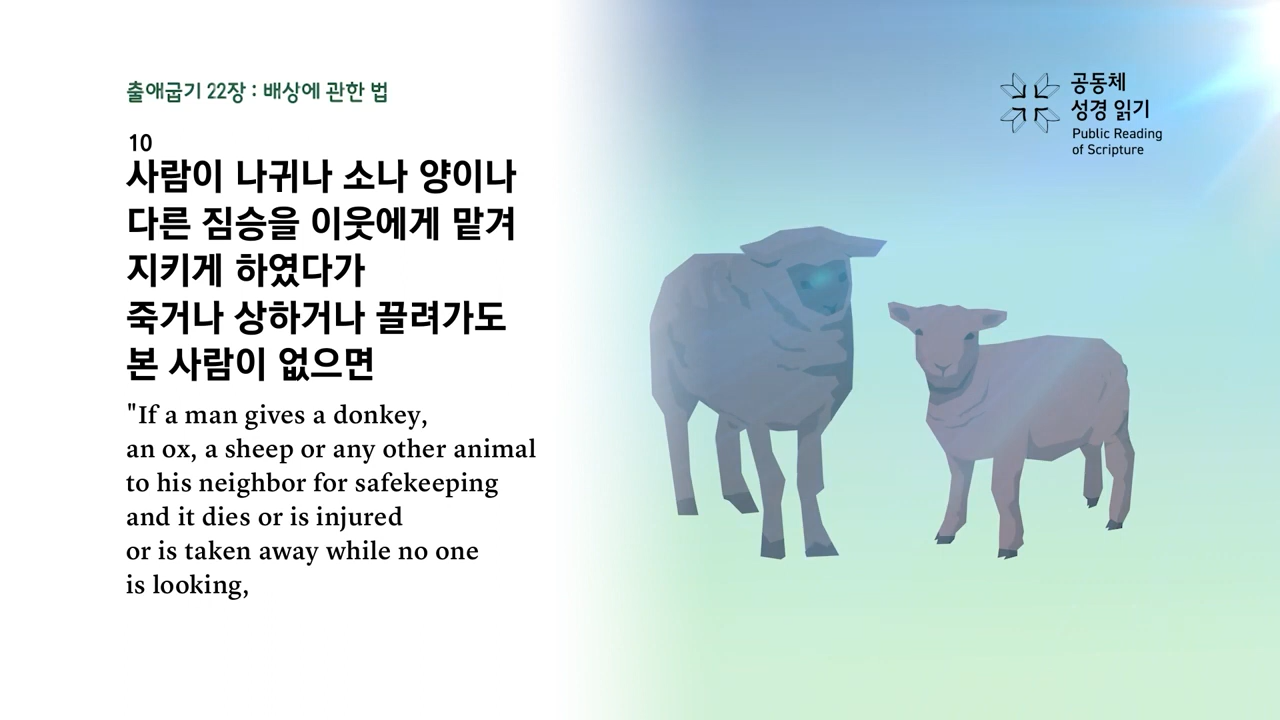 출애굽기 22장 : 배상에 관한 법
10
사람이 나귀나 소나 양이나
다른 짐승을 이웃에게 맡겨
지키게 하였다가
죽거나 상하거나 끌려가도
본 사람이 없으면
"If a man gives a donkey,
an ox, a sheep or any other animal
to his neighbor for safekeeping
and it dies or is injured
or is taken away while no one
is looking,
공동체
성경 읽기
Public Reading
of Scripture